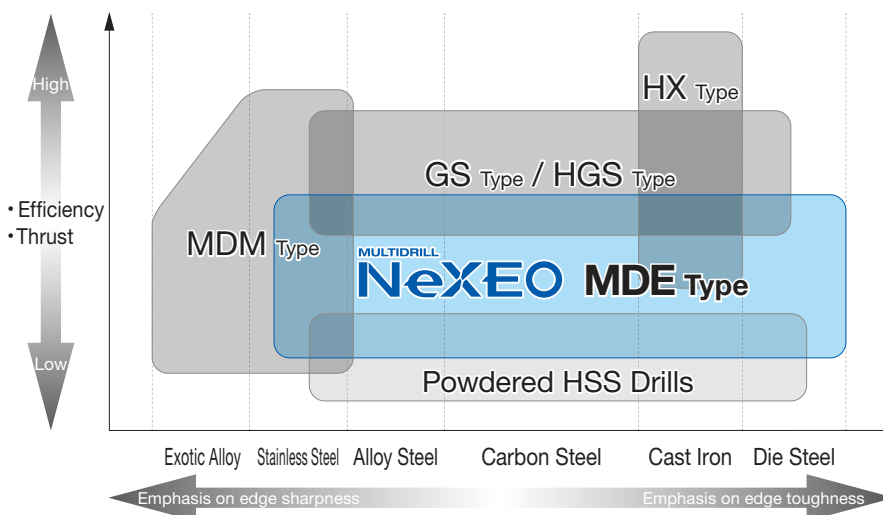 High
• Efficiency
• Thrust
Low
HX Type
GS Type / HGS Type
MDM Type
MULTIDRILL
NeXEO MDE Type
Powdered HSS Drills
Exotic Alloy Stainless Steel Alloy Steel Carbon Steel Cast Iron Die Steel
Emphasis on edge sharpness Emphasis on edge toughness